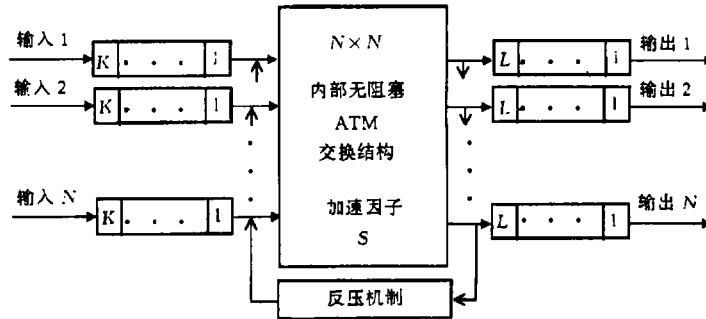 输入 1
K . . . 1
输入 2
K . . . 1
输入 N
K . . . 1
N×N
内部无阻塞
ATM
交换结构
加速因子
S
L . . . 1
输出 1
L . . . 1
输出 2
L . . . 1
输出 N
反压机制